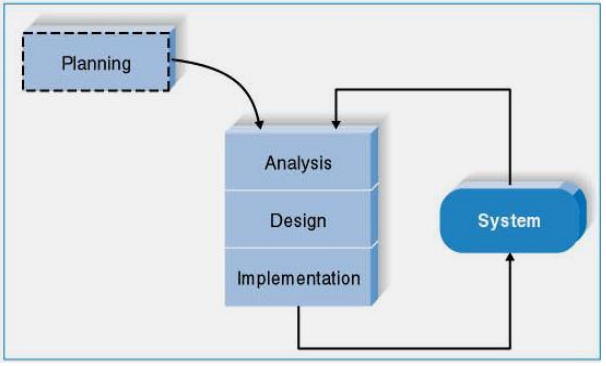 Planning
Analysis
Design
System
Implementation